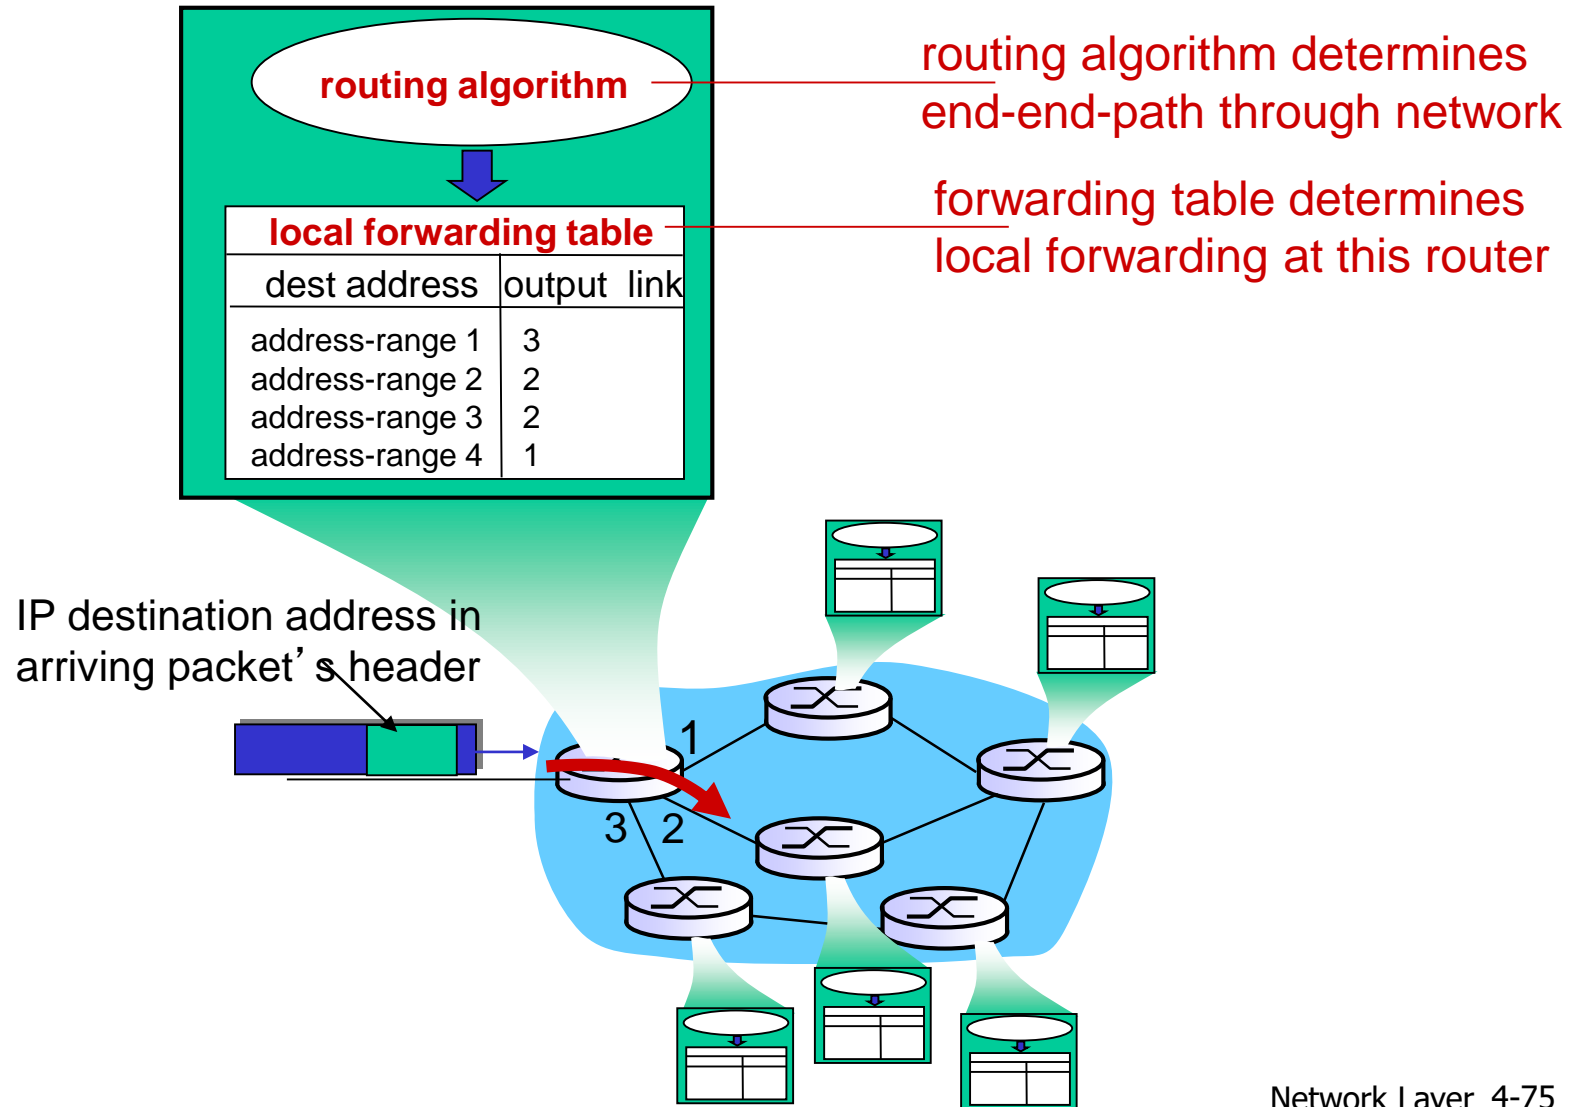 routing algorithm
routing algorithm determines
end-end-path through network
local forwarding table
forwarding table determines
local forwarding at this router
dest address output link
address-range 1 3
address-range 2 2
address-range 3 2
address-range 4 1
IP destination address in
arriving packet’s header
1
3 2
Network Layer 4-75